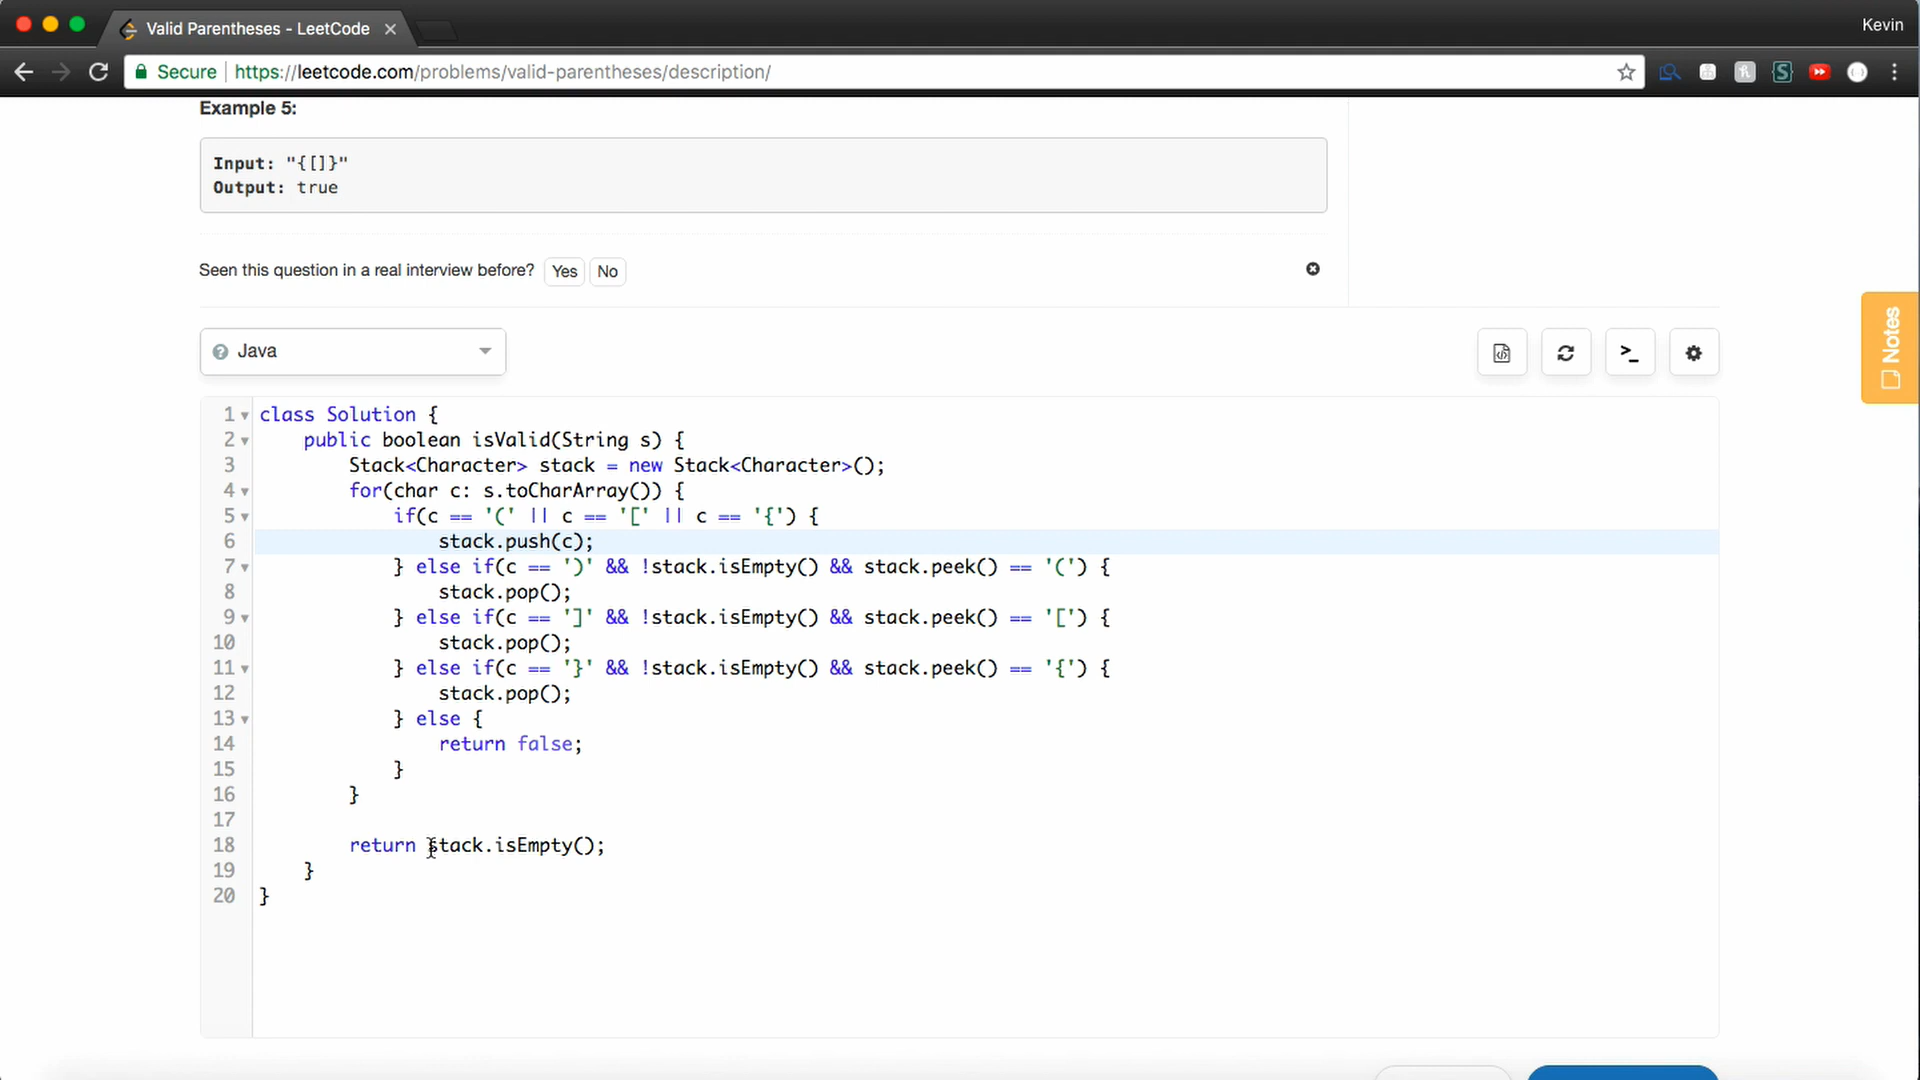 Valid Parentheses - LeetCode
Kevin
Secure https://leetcode.com/problems/valid-parentheses/description/
Example 5:
Input: "{[]}"
Output: true
Seen this question in a real interview before? Yes No
Notes
Java
1 class Solution {
2     public boolean isValid(String s) {
3         Stack<Character> stack = new Stack<Character>();
4         for(char c: s.toCharArray()) {
5             if(c == '(' || c == '[' || c == '{') {
6                 stack.push(c);
7             } else if(c == ')' && !stack.isEmpty() && stack.peek() == '(') {
8                 stack.pop();
9             } else if(c == ']' && !stack.isEmpty() && stack.peek() == '[') {
10                 stack.pop();
11             } else if(c == '}' && !stack.isEmpty() && stack.peek() == '{') {
12                 stack.pop();
13             } else {
14                 return false;
15             }
16         }
17
18         return stack.isEmpty();
19     }
20 }